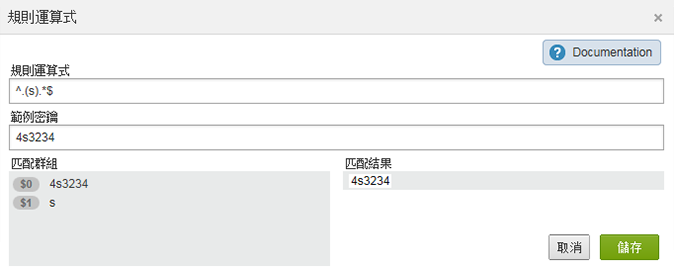 規則運算式 ×
? Documentation
規則運算式
^.(s).*$
範例密鑰
4s3234
匹配群組 匹配結果
$0 4s3234 4s3234
$1 s
取消 儲存